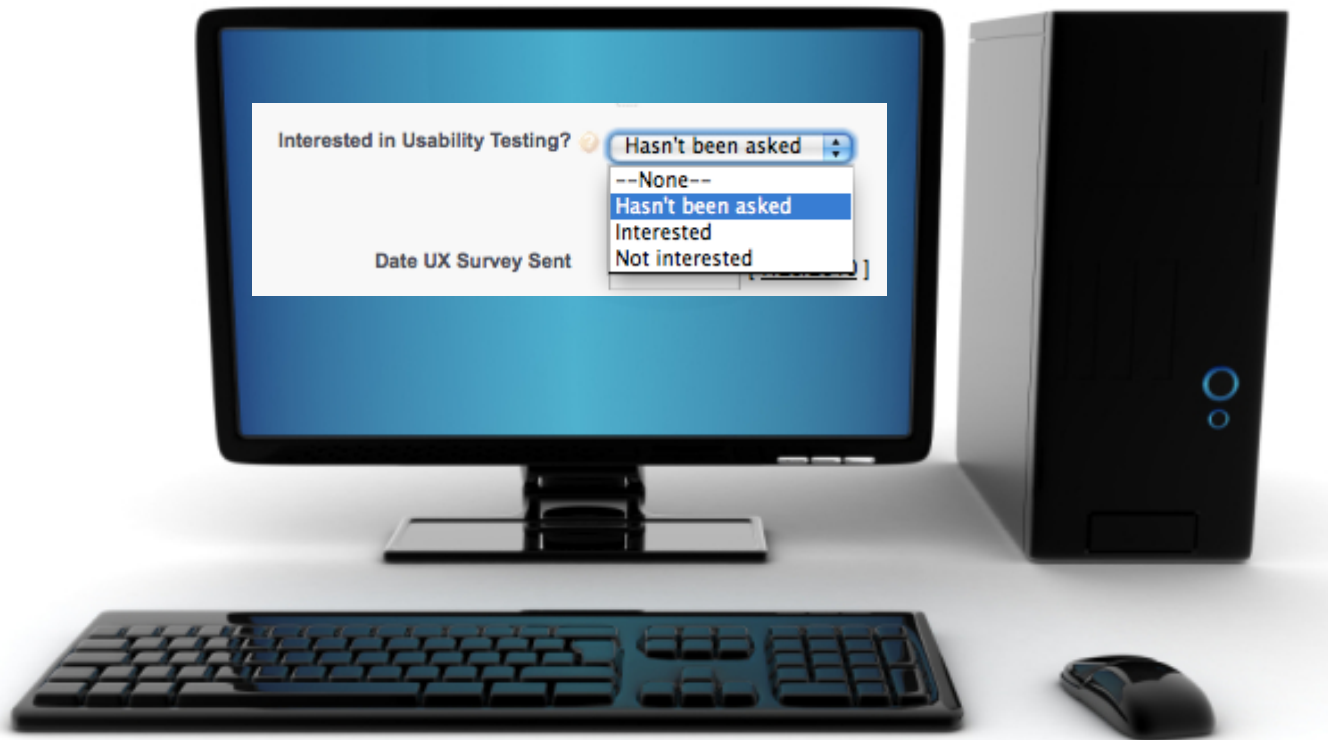 Interested in Usability Testing? Hasn't been asked
--None--
Hasn't been asked
Interested
Not interested
Date UX Survey Sent